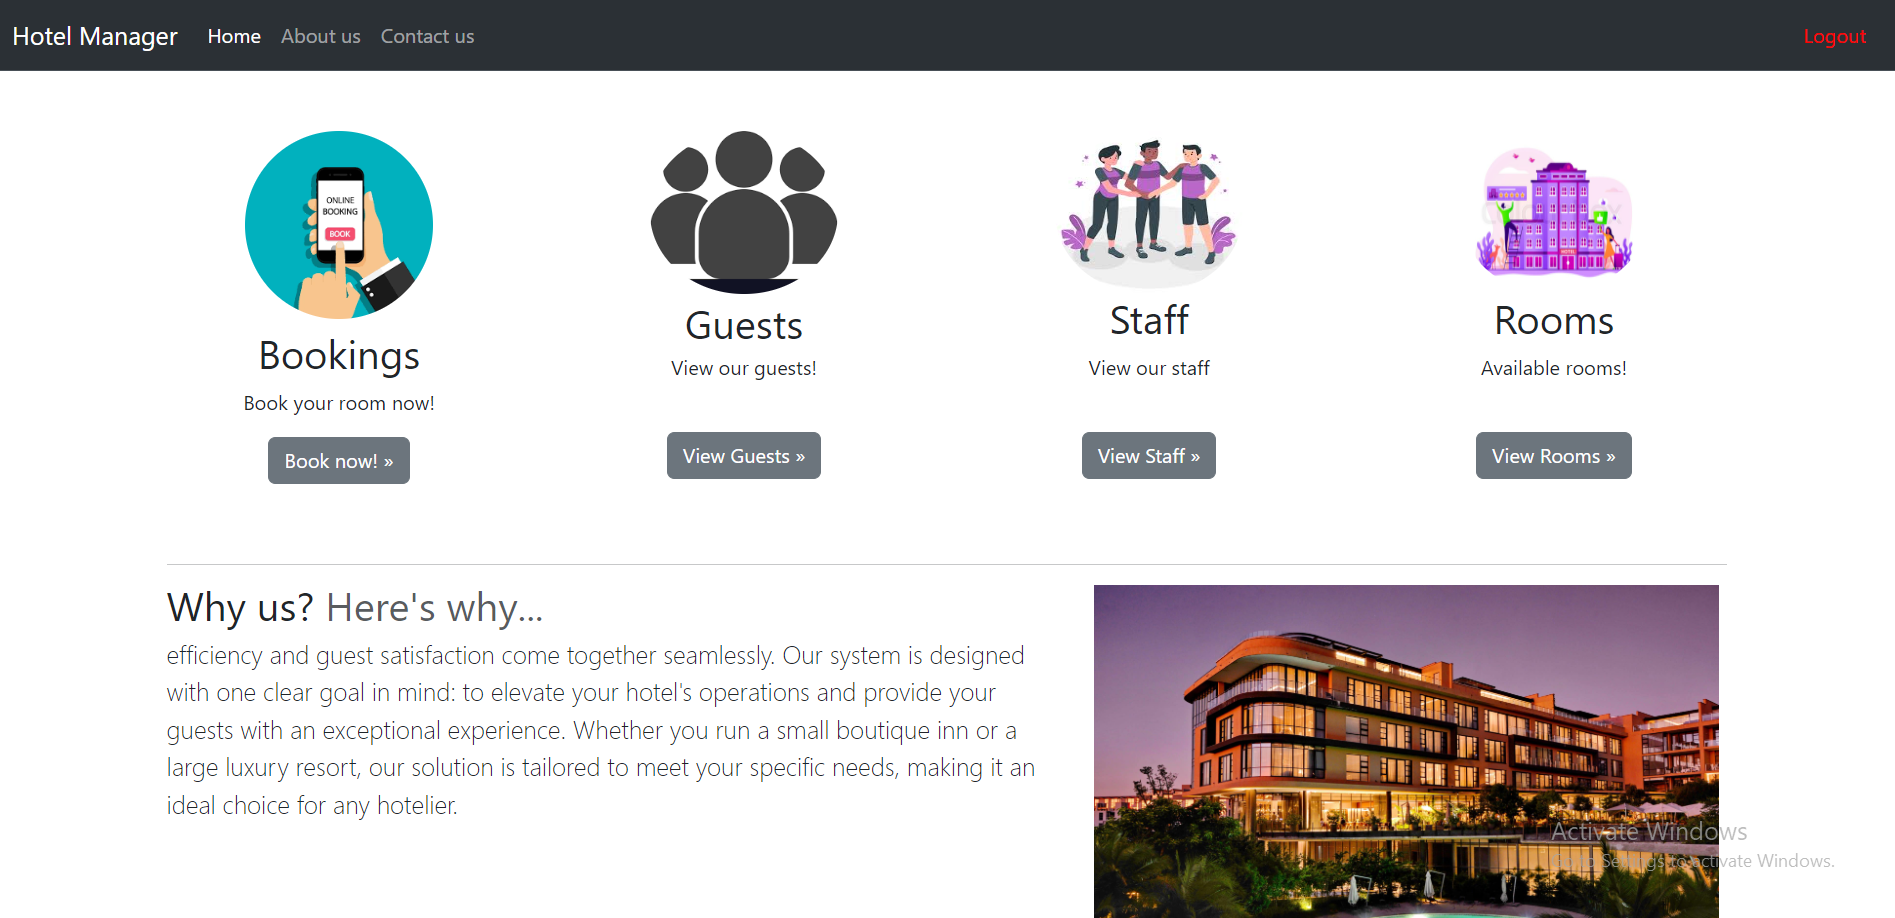 Hotel Manager Home About us Contact us Logout
ONLINE
BOOKING
BOOK
HOTEL
Bookings
Book your room now!
Book now! »
Guests
View our guests!
View Guests »
Staff
View our staff
View Staff »
Rooms
Available rooms!
View Rooms »
Why us? Here's why...
efficiency and guest satisfaction come together seamlessly. Our system is designed
with one clear goal in mind: to elevate your hotel's operations and provide your
guests with an exceptional experience. Whether you run a small boutique inn or a
large luxury resort, our solution is tailored to meet your specific needs, making it an
ideal choice for any hotelier.
Activate Windows
Go to Settings to activate Windows.